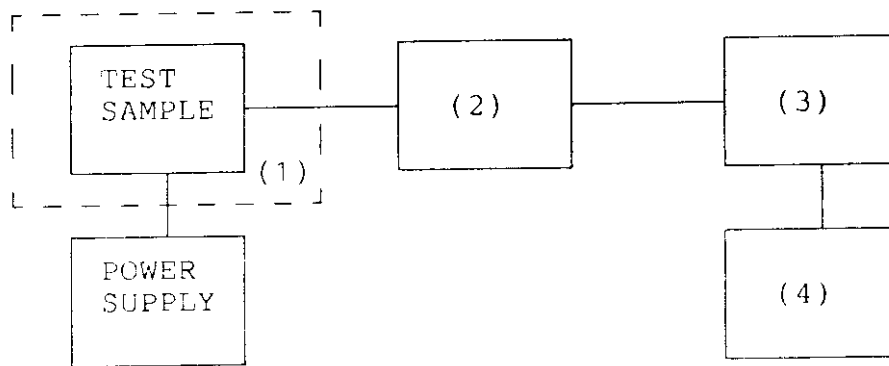 TEST
SAMPLE
(1)
(2)
(3)
POWER
SUPPLY
(4)